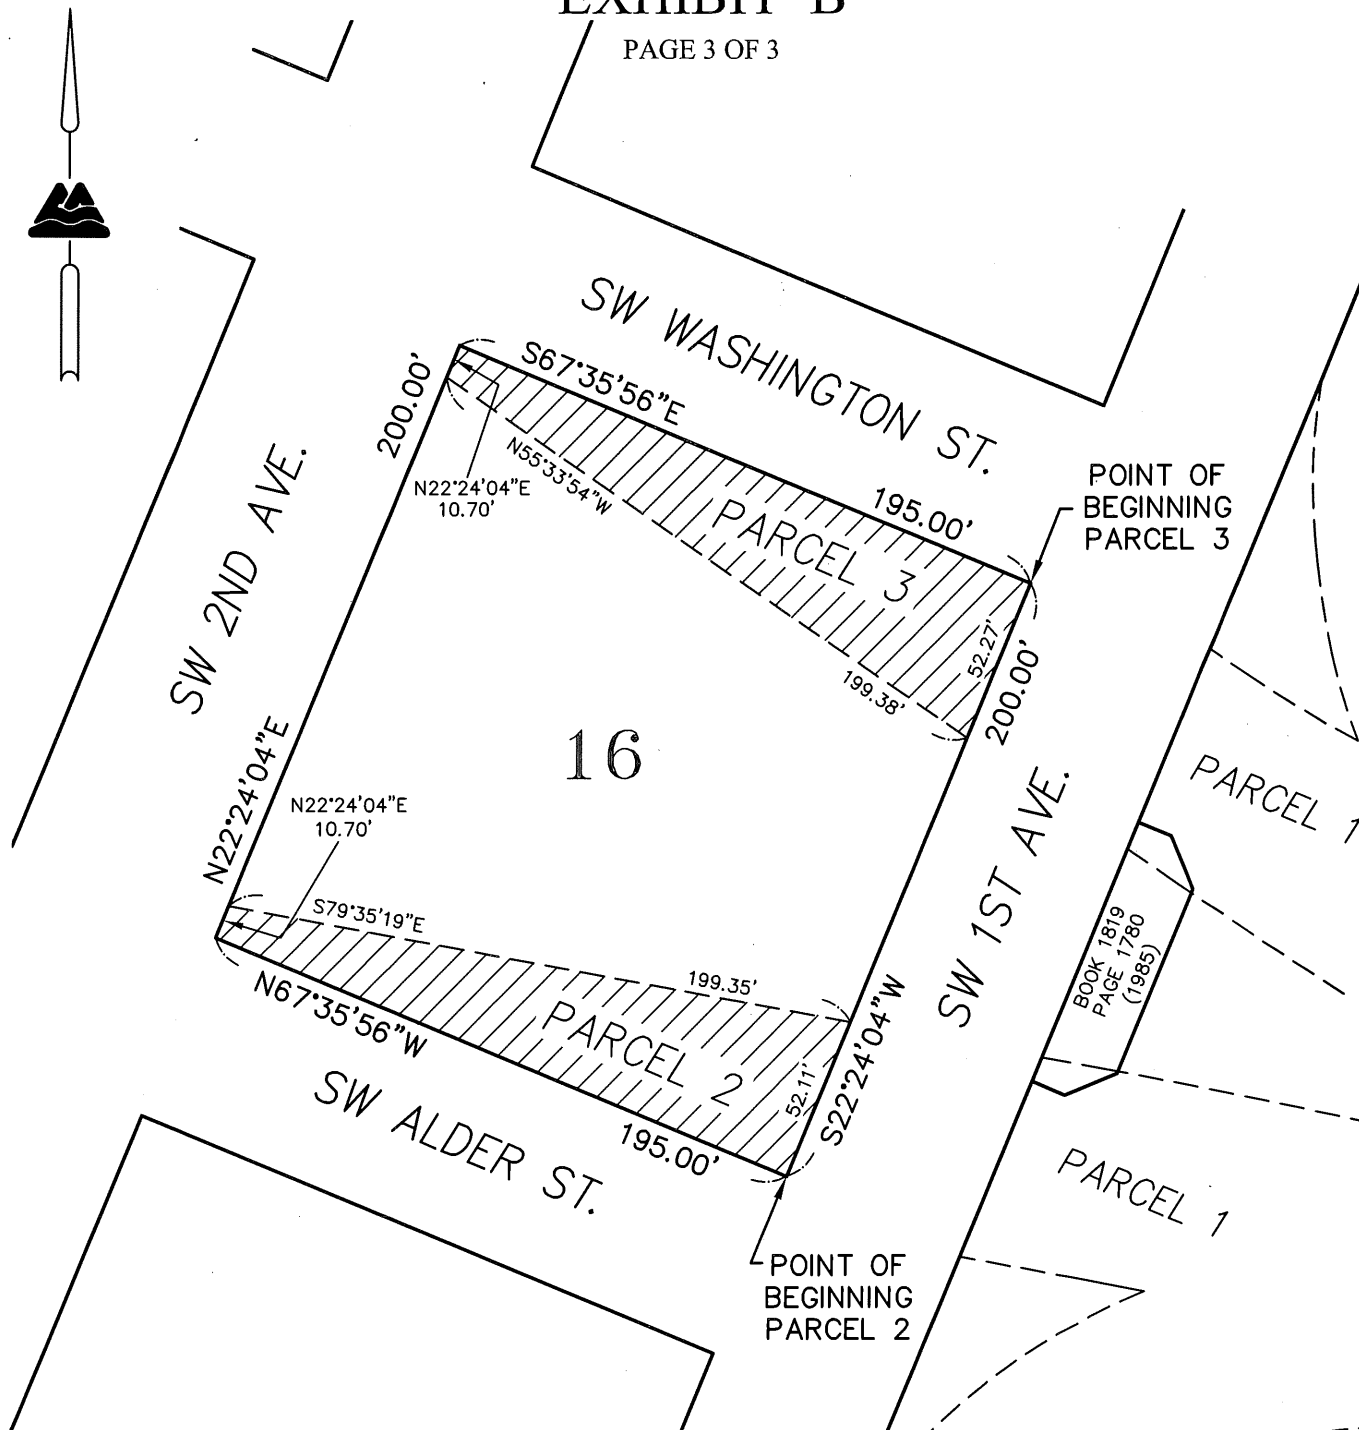 EXHIBIT B
PAGE 3 OF 3
SW WASHINGTON ST.
200.00'
S67°35'56"E
N55°33'54"W
N22°24'04"E
10.70'
195.00'
PARCEL 3
POINT OF
BEGINNING
PARCEL 3
52.27'
200.00'
199.38'
SW 2ND AVE.
16
N22°24'04"E
N22°24'04"E
10.70'
S79°35'19"E
199.35'
N67°35'56"W
PARCEL 2
52.11'
S22°24'04"W
195.00'
SW 1ST AVE.
PARCEL 1
BOOK 1819
PAGE 1780
(1985)
SW ALDER ST.
PARCEL 1
POINT OF
BEGINNING
PARCEL 2